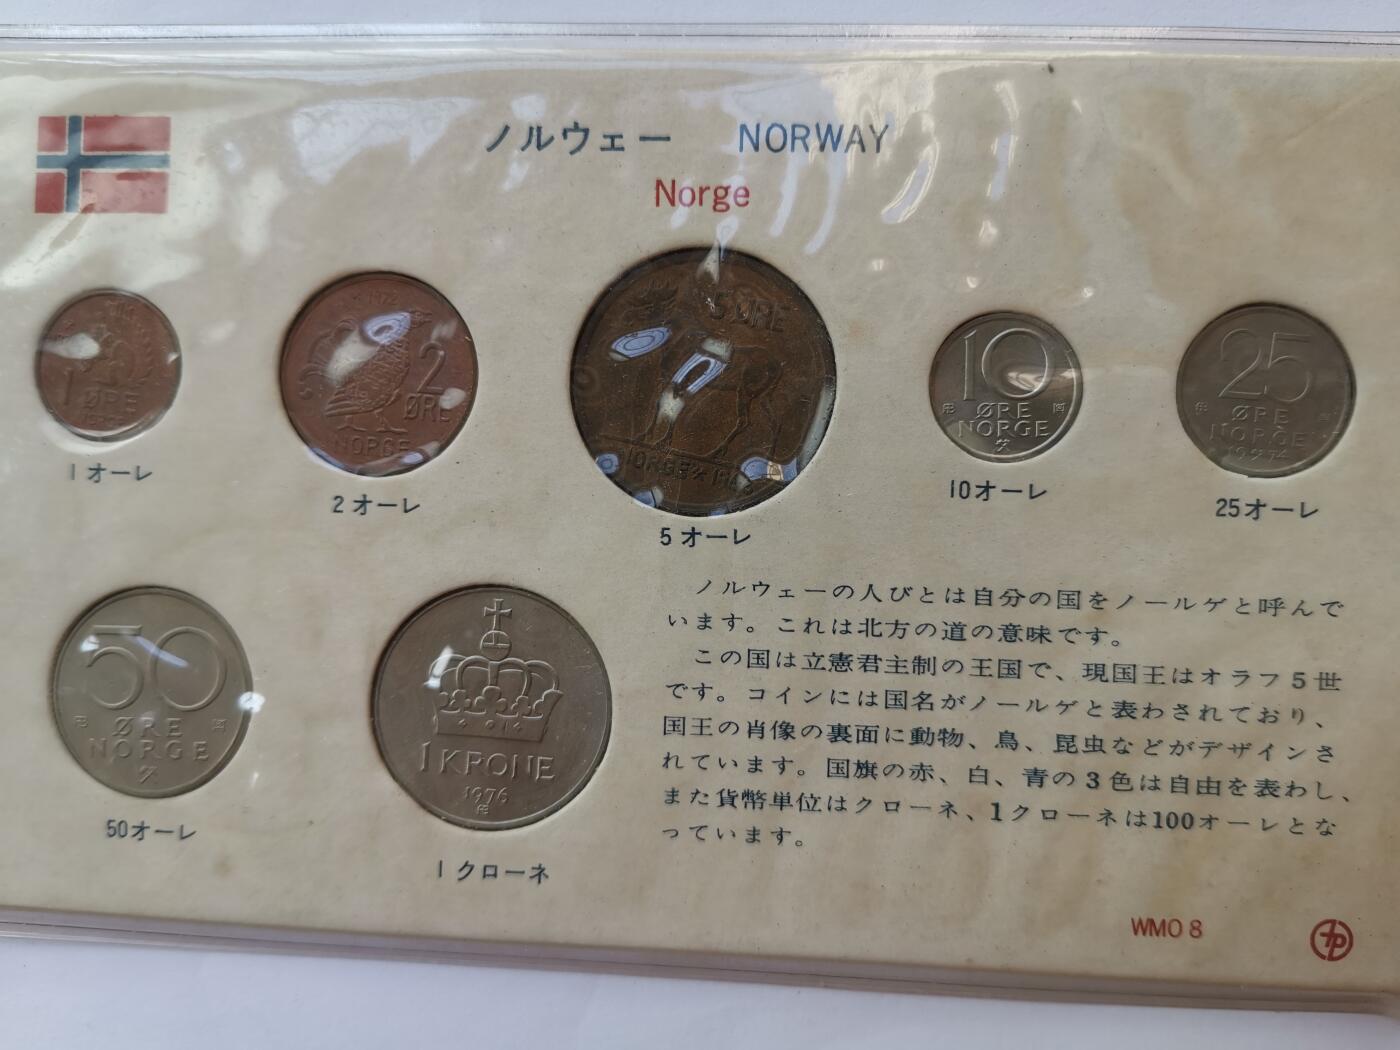 ノルウェー NORWAY
Norge
1 ØRE
1972
2 ØRE
NORGE
5 ØRE
NORGE
10
ØRE
NORGE
25
ØRE
NORGE
1974
1オーレ
2オーレ
5オーレ
10オーレ
25オーレ
50
ØRE
NORGE
1 KRONE
1976
50オーレ
1クローネ
ノルウェーの人びとは自分の国をノールゲと呼んで
います。これは北方の道の意味です。
この国は立憲君主制の王国で、現国王はオラフ5世
です。コインには国名がノールゲと表わされており、
国王の肖像の裏面に動物、鳥、昆虫などがデザインさ
れています。国旗の赤、白、青の3色は自由を表わし、
また貨幣単位はクローネ、1クローネは100オーレとな
っています。
WMO 8